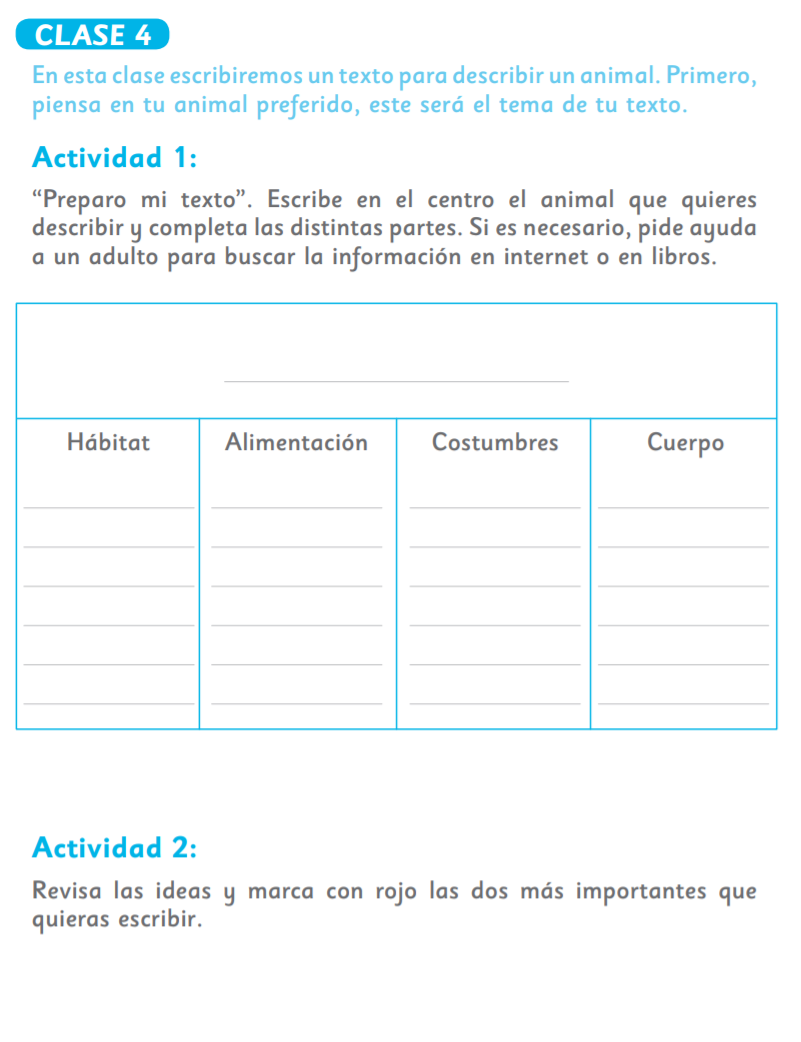 CLASE 4
En esta clase escribiremos un texto para describir un animal. Primero,
piensa en tu animal preferido, este será el tema de tu texto.
Actividad 1:
“Preparo mi texto”. Escribe en el centro el animal que quieres
describir y completa las distintas partes. Si es necesario, pide ayuda
a un adulto para buscar la información en internet o en libros.
Hábitat Alimentación Costumbres Cuerpo
Actividad 2:
Revisa las ideas y marca con rojo las dos más importantes que
quieras escribir.